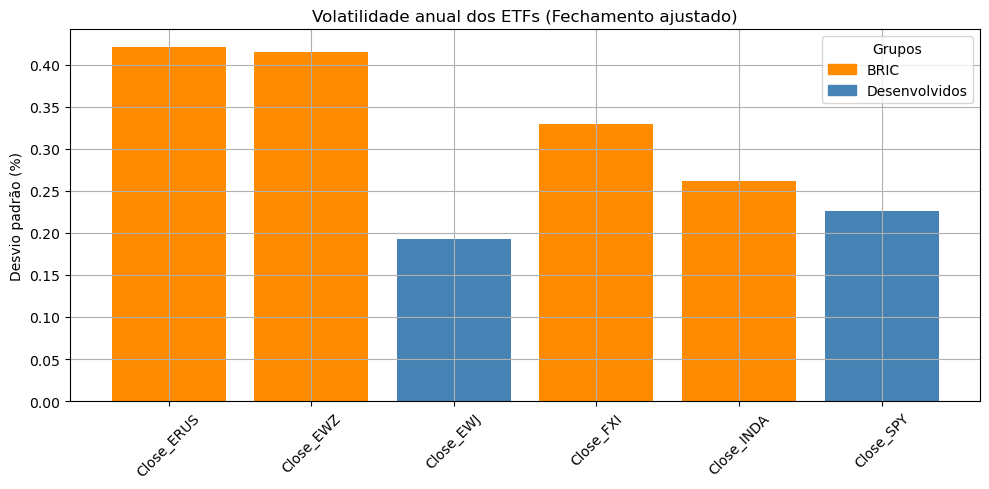 Volatilidade anual dos ETFs (Fechamento ajustado)
Grupos
BRIC
Desenvolvidos
Desvio padrão (%)
0.40
0.35
0.30
0.25
0.20
0.15
0.10
0.05
0.00
Close_ERUS
Close_EWZ
Close_EWJ
Close_FXI
Close_INDA
Close_SPY